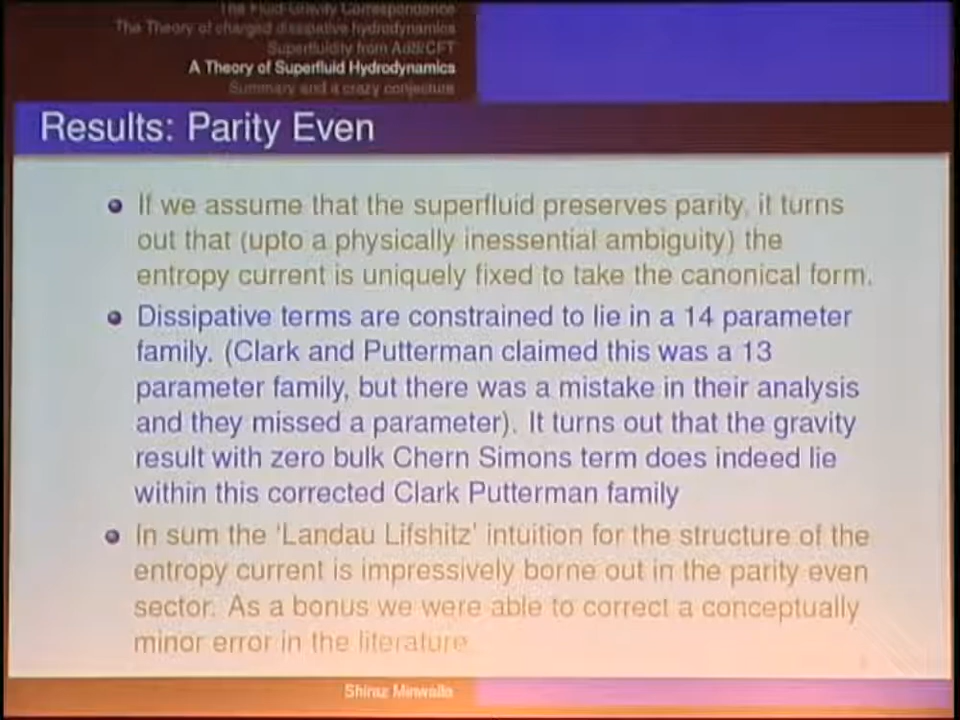 The Fluid-Gravity Correspondence
The Theory of charged dissipative hydrodynamics
Superfluidity from AdS/CFT
A Theory of Superfluid Hydrodynamics
Summary and a crazy conjecture
Results: Parity Even
If we assume that the superfluid preserves parity, it turns
out that (upto a physically inessential ambiguity) the
entropy current is uniquely fixed to take the canonical form.
Dissipative terms are constrained to lie in a 14 parameter
family. (Clark and Putterman claimed this was a 13
parameter family, but there was a mistake in their analysis
and they missed a parameter). It turns out that the gravity
result with zero bulk Chern Simons term does indeed lie
within this corrected Clark Putterman family
In sum the 'Landau Lifshitz' intuition for the structure of the
entropy current is impressively borne out in the parity even
sector. As a bonus we were able to correct a conceptually
minor error in the literature.
Shiraz Minwalla